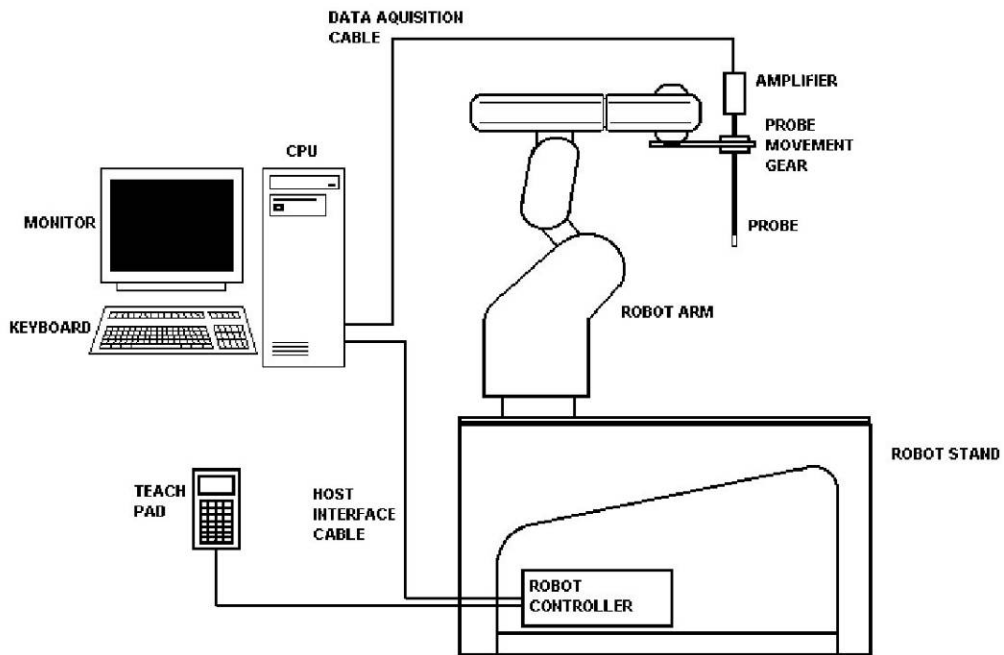 DATA AQUISITION
CABLE
AMPLIFIER
PROBE
MOVEMENT
GEAR
CPU
MONITOR
PROBE
KEYBOARD
ROBOT ARM
ROBOT STAND
TEACH
PAD
HOST
INTERFACE
CABLE
ROBOT
CONTROLLER